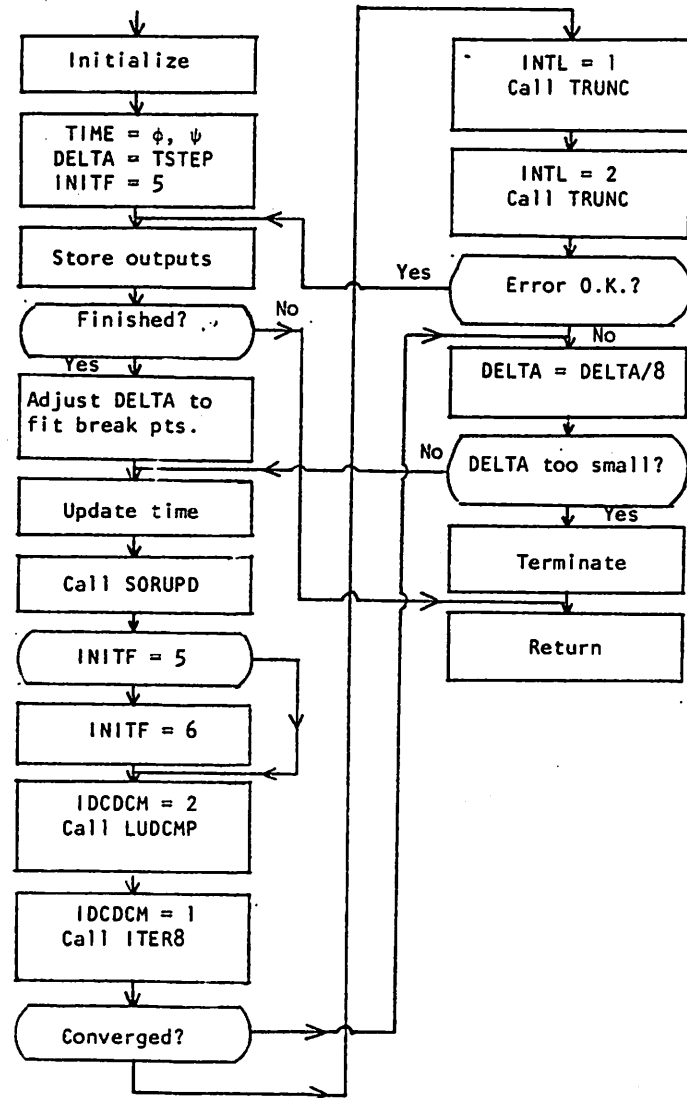 Initialize
TIME = ϕ, ψ
DELTA = TSTEP
INITF = 5
Store outputs
Finished?
No
Yes
Adjust DELTA to
fit break pts.
Update time
Call SORUPD
INITF = 5
INITF = 6
IDCDCM = 2
Call LUDCMP
IDCDCM = 1
Call ITER8
Converged?
INTL = 1
Call TRUNC
INTL = 2
Call TRUNC
Yes
Error O.K.?
No
DELTA = DELTA/8
No
DELTA too small?
Yes
Terminate
Return